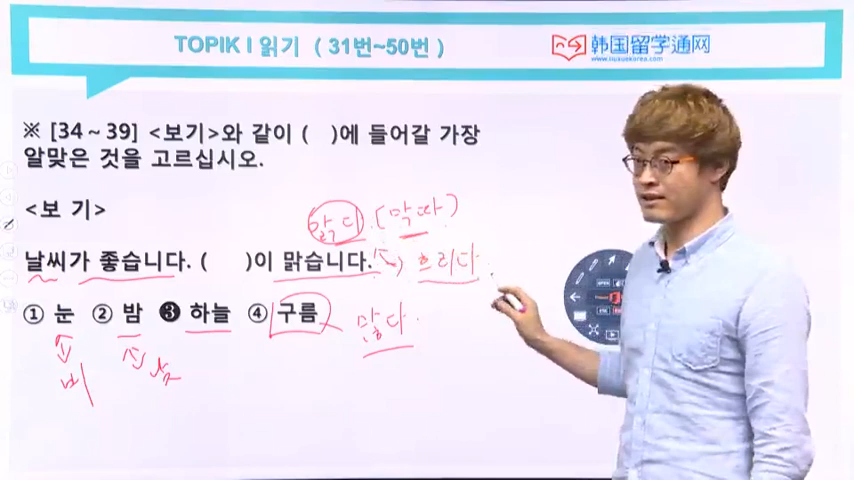 TOPIK I 읽기 ( 31번~50번 )
韩国留学通网
※ [34 ~ 39] <보기>와 같이 (   )에 들어갈 가장
알맞은 것을 고르십시오.
<보 기>
맑다. [막따]
날씨가 좋습니다. (     )이 맑습니다. ↔ 흐리다
① 눈  ② 밤  ❸ 하늘  ④ 구름
많다.
비 낮